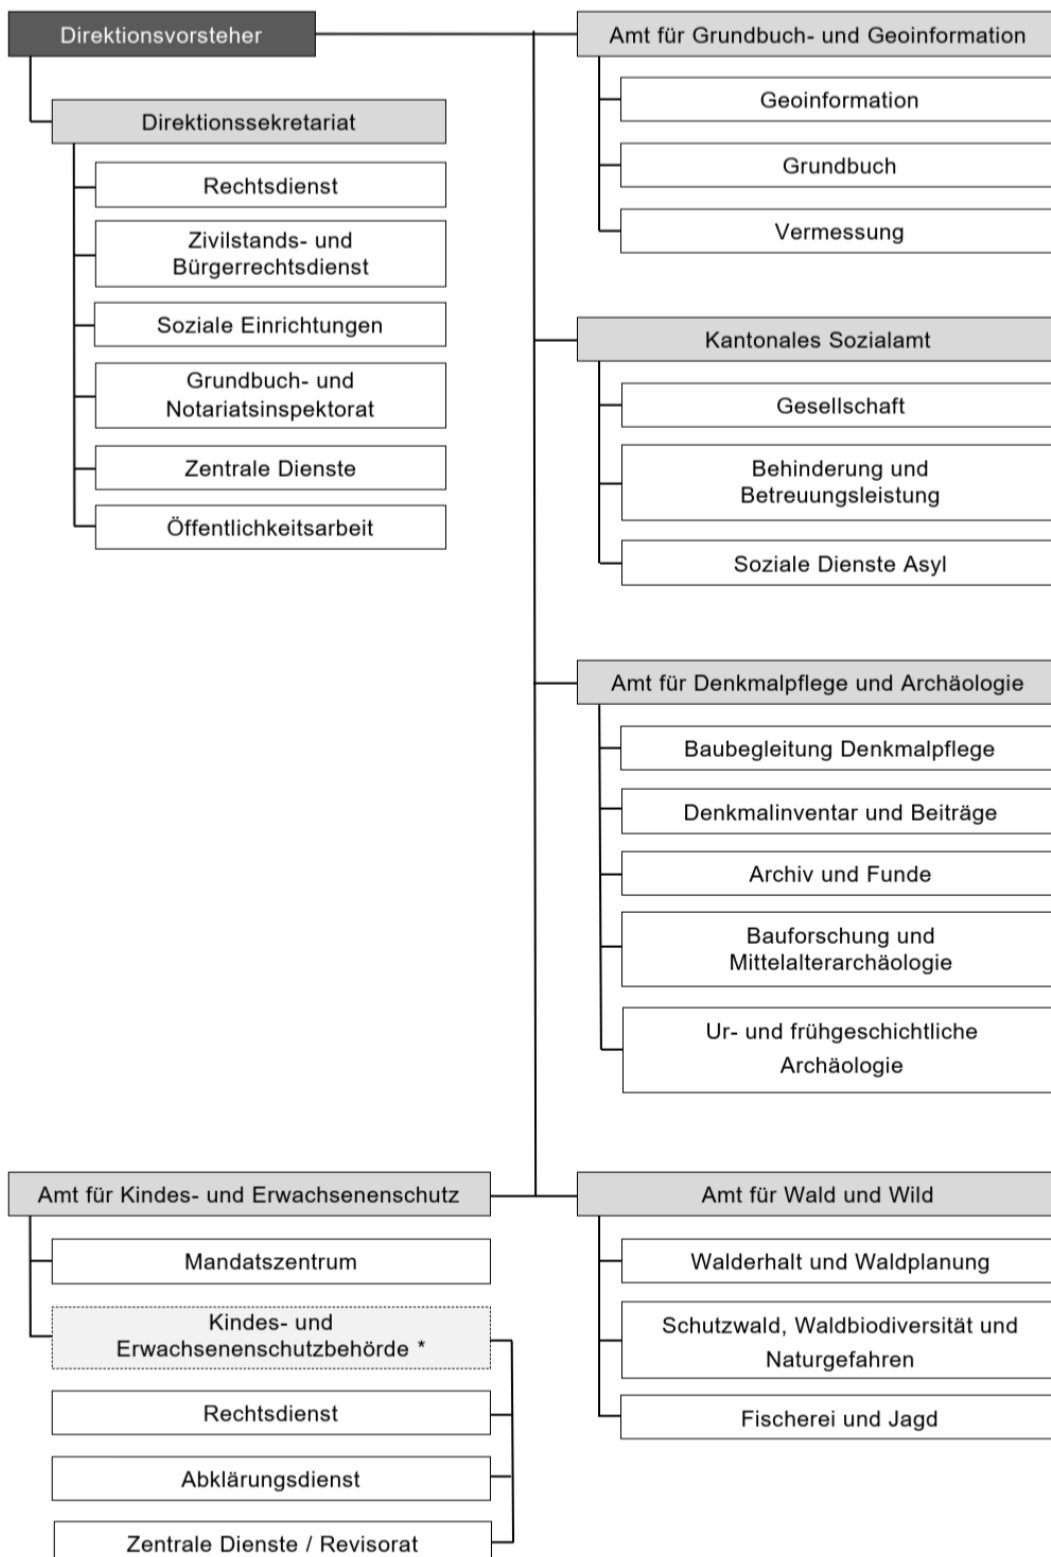 Direktionsvorsteher
Direktionssekretariat
Rechtsdienst
Zivilstands- und
Bürgerrechtsdienst
Soziale Einrichtungen
Grundbuch- und
Notariatsinspektorat
Zentrale Dienste
Öffentlichkeitsarbeit
Amt für Grundbuch- und Geoinformation
Geoinformation
Grundbuch
Vermessung
Kantonales Sozialamt
Gesellschaft
Behinderung und
Betreuungsleistung
Soziale Dienste Asyl
Amt für Denkmalpflege und Archäologie
Baubegleitung Denkmalpflege
Denkmalinventar und Beiträge
Archiv und Funde
Bauforschung und
Mittelalterarchäologie
Ur- und frühgeschichtliche
Archäologie
Amt für Kindes- und Erwachsenenschutz
Mandatszentrum
Kindes- und
Erwachsenenschutzbehörde *
Rechtsdienst
Abklärungsdienst
Zentrale Dienste / Revisorat
Amt für Wald und Wild
Walderhalt und Waldplanung
Schutzwald, Waldbiodiversität und
Naturgefahren
Fischerei und Jagd